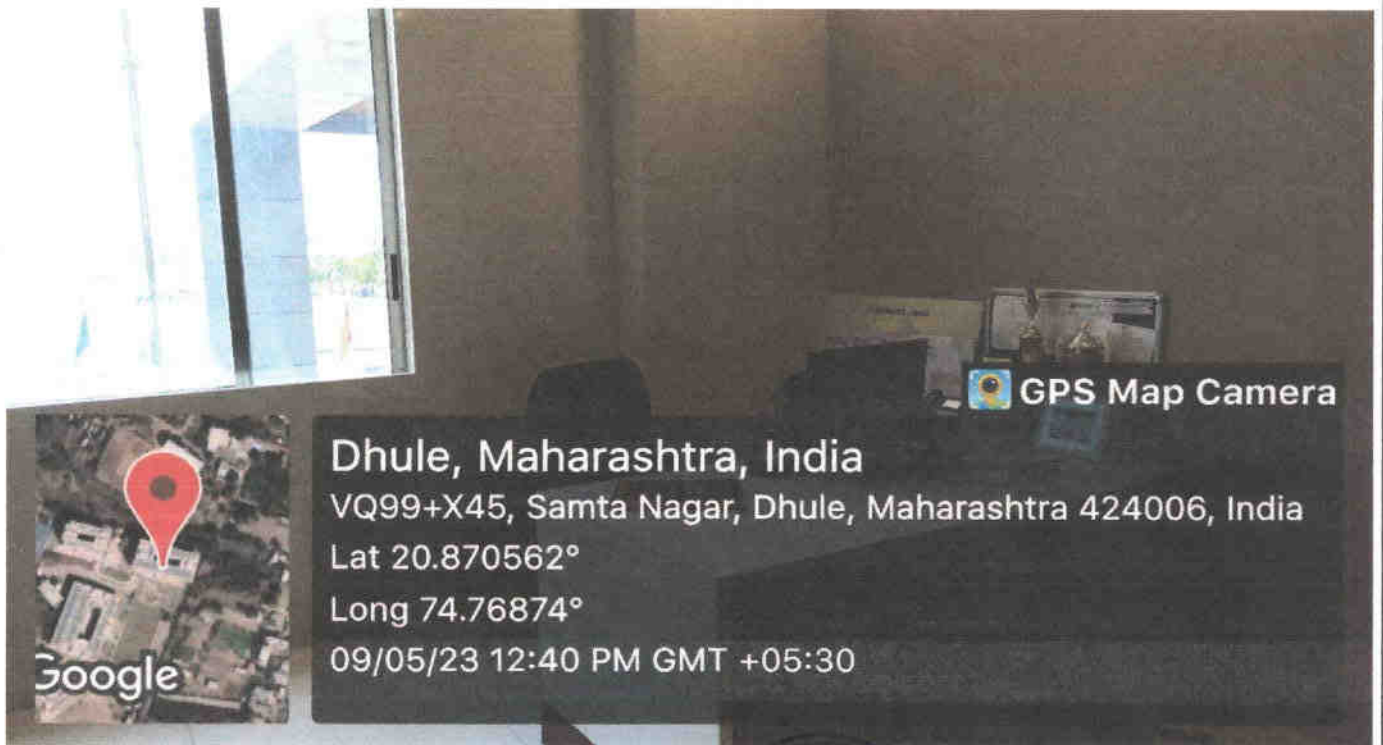 GPS Map Camera
Dhule, Maharashtra, India
VQ99+X45, Samta Nagar, Dhule, Maharashtra 424006, India
Lat 20.870562°
Long 74.76874°
09/05/23 12:40 PM GMT +05:30
Google